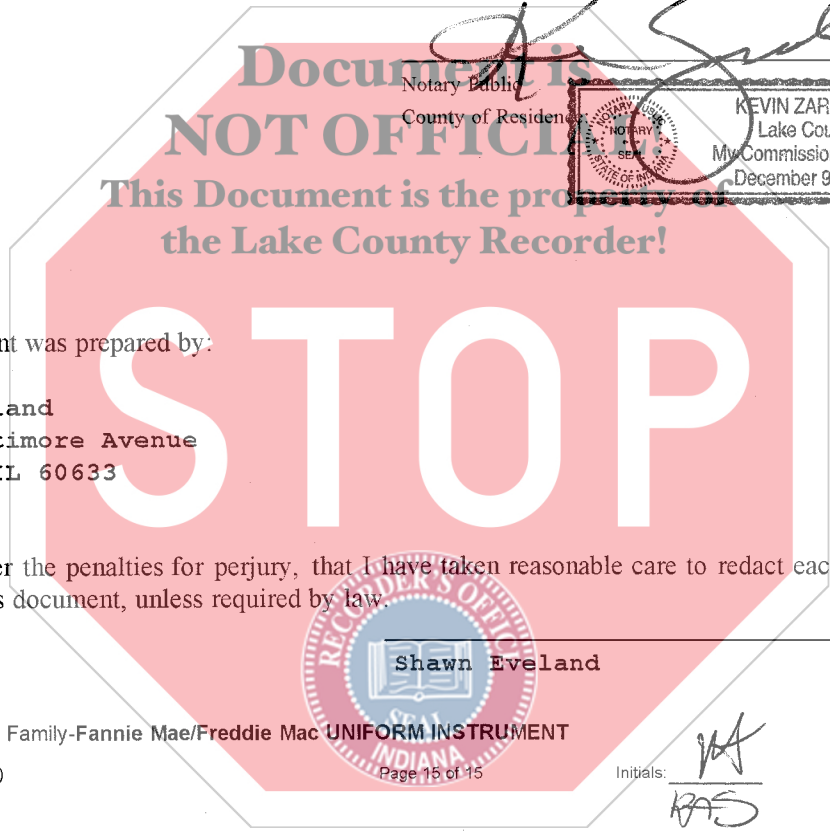 Document is
Notary Public
NOT OFFICIAL!
County of Residence:
KEVIN ZAR
Lake Cou
My Commissio
December 9
NOTARY PUBLIC
NOTARY
SEAL
STATE OF INDIANA
This Document is the property of
the Lake County Recorder!
STOP
nt was prepared by:
land
timore Avenue
IL 60633
er the penalties for perjury, that I have taken reasonable care to redact eac
s document, unless required by law.
RECORDER'S OFFICE
SEAL
INDIANA
Shawn Eveland
Family-Fannie Mae/Freddie Mac UNIFORM INSTRUMENT
Page 15 of 15
Initials: